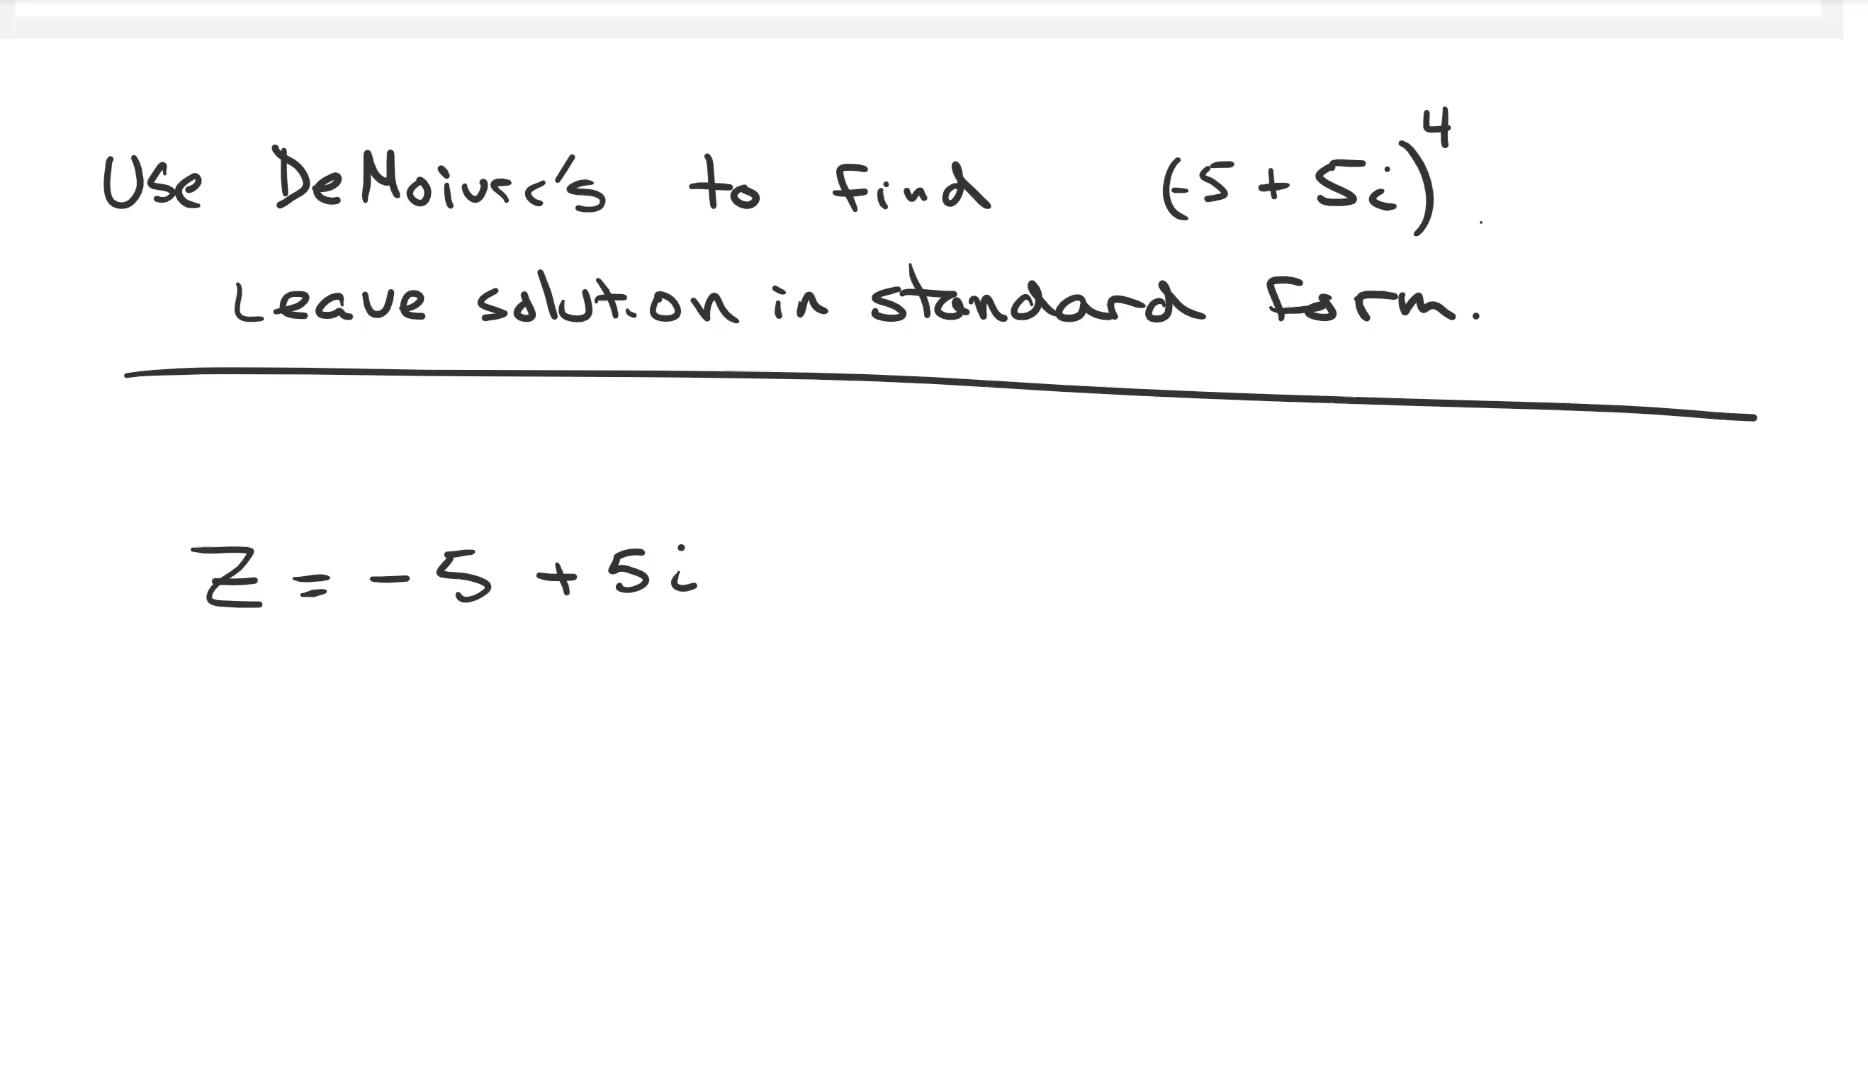 Use DeMoivre's to find (-5 + 5i)^4.
Leave solution in standard form.
Z = -5 + 5i